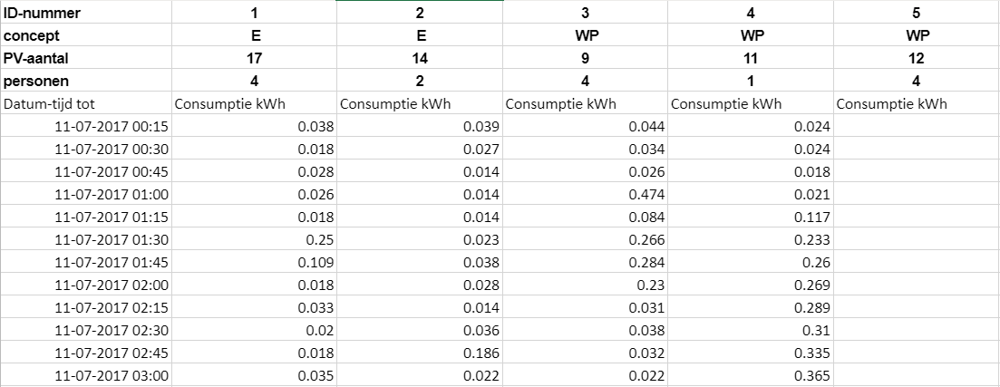 ID-nummer 1 2 3 4 5
concept E E WP WP WP
PV-aantal 17 14 9 11 12
personen 4 2 4 1 4
Datum-tijd tot Consumptie kWh Consumptie kWh Consumptie kWh Consumptie kWh Consumptie kWh
11-07-2017 00:15 0.038 0.039 0.044 0.024
11-07-2017 00:30 0.018 0.027 0.034 0.024
11-07-2017 00:45 0.028 0.014 0.026 0.018
11-07-2017 01:00 0.026 0.014 0.474 0.021
11-07-2017 01:15 0.018 0.014 0.084 0.117
11-07-2017 01:30 0.25 0.023 0.266 0.233
11-07-2017 01:45 0.109 0.038 0.284 0.26
11-07-2017 02:00 0.018 0.028 0.23 0.269
11-07-2017 02:15 0.033 0.014 0.031 0.289
11-07-2017 02:30 0.02 0.036 0.038 0.31
11-07-2017 02:45 0.018 0.186 0.032 0.335
11-07-2017 03:00 0.035 0.022 0.022 0.365